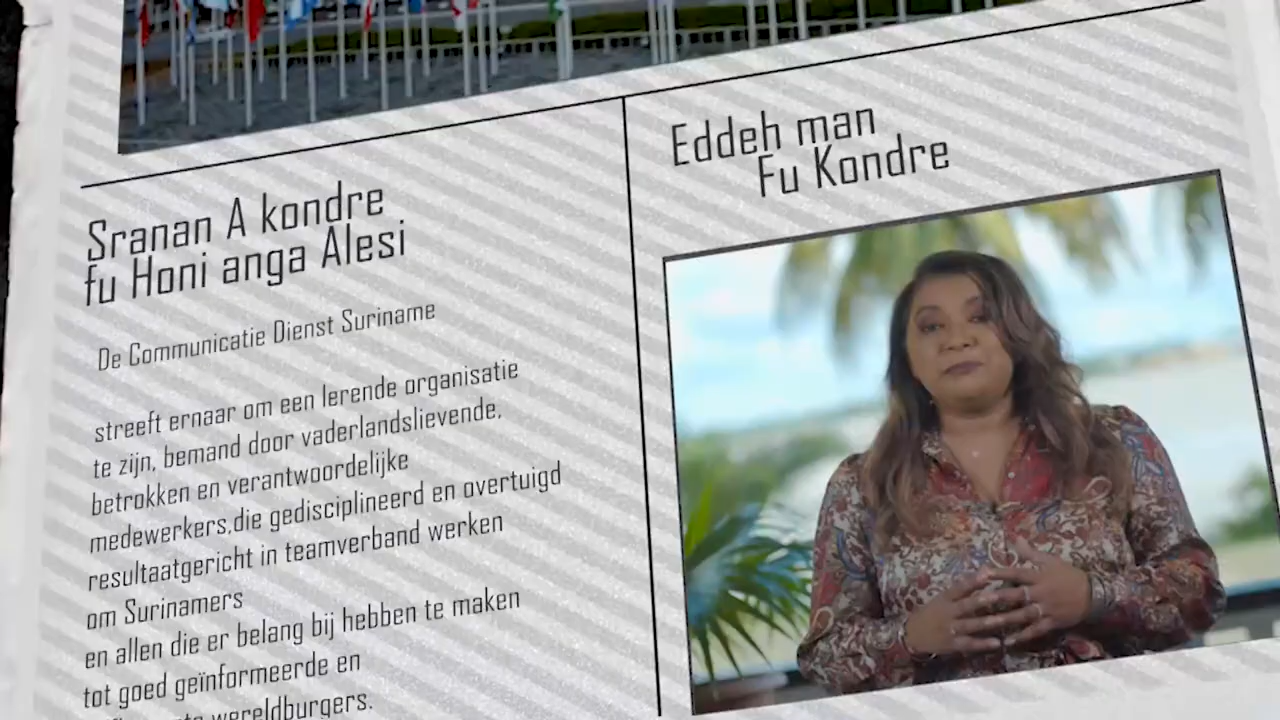 Sranan A kondre
fu Honi anga Alesi
De Communicatie Dienst Suriname
streeft ernaar om een lerende organisatie
te zijn, bemand door vaderlandslievende,
betrokken en verantwoordelijke
medewerkers,die gedisciplineerd en overtuigd
resultaatgericht in teamverband werken
om Surinamers
en allen die er belang bij hebben te maken
tot goed geïnformeerde en
wereldburgers.
Eddeh man
Fu Kondre